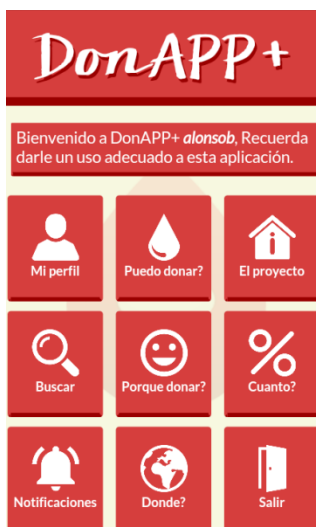 DonAPP+
Bienvenido a DonAPP+ alonsob, Recuerda
darle un uso adecuado a esta aplicación.
Mi perfil
Puedo donar?
El proyecto
Buscar
Porque donar?
Cuanto?
Notificaciones
Donde?
Salir